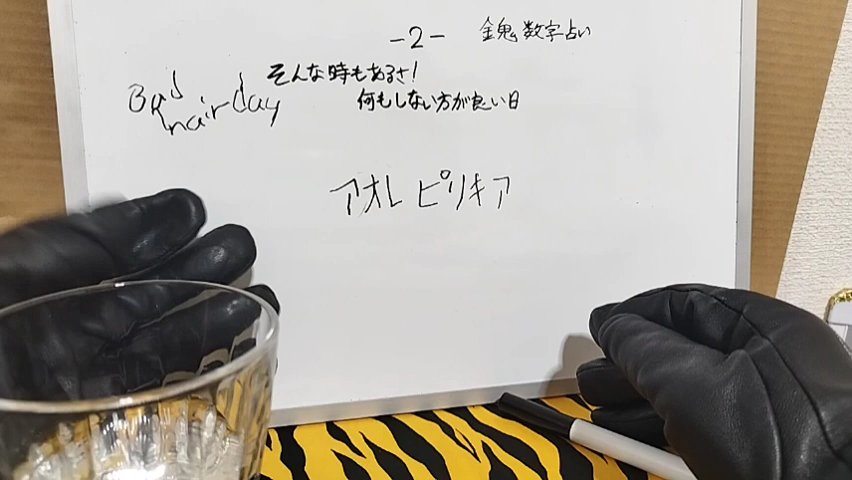 -2-
金鬼数字占い
Bad
hair day
そんな時もあるさ!
何もしない方が良い日
アオレ ピリキア